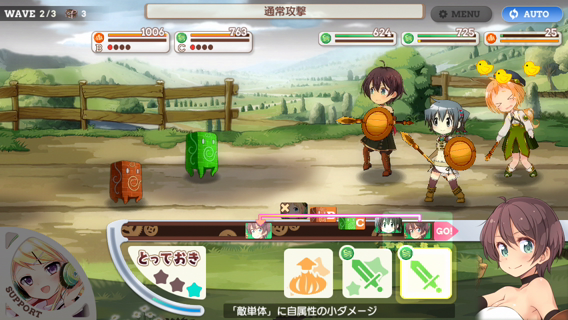 WAVE 2/3
3
通常攻撃
MENU
AUTO
1006
B
763
C
624
725
25
C
GO!
とっておき
SUPPORT
「敵単体」に自属性の小ダメージ